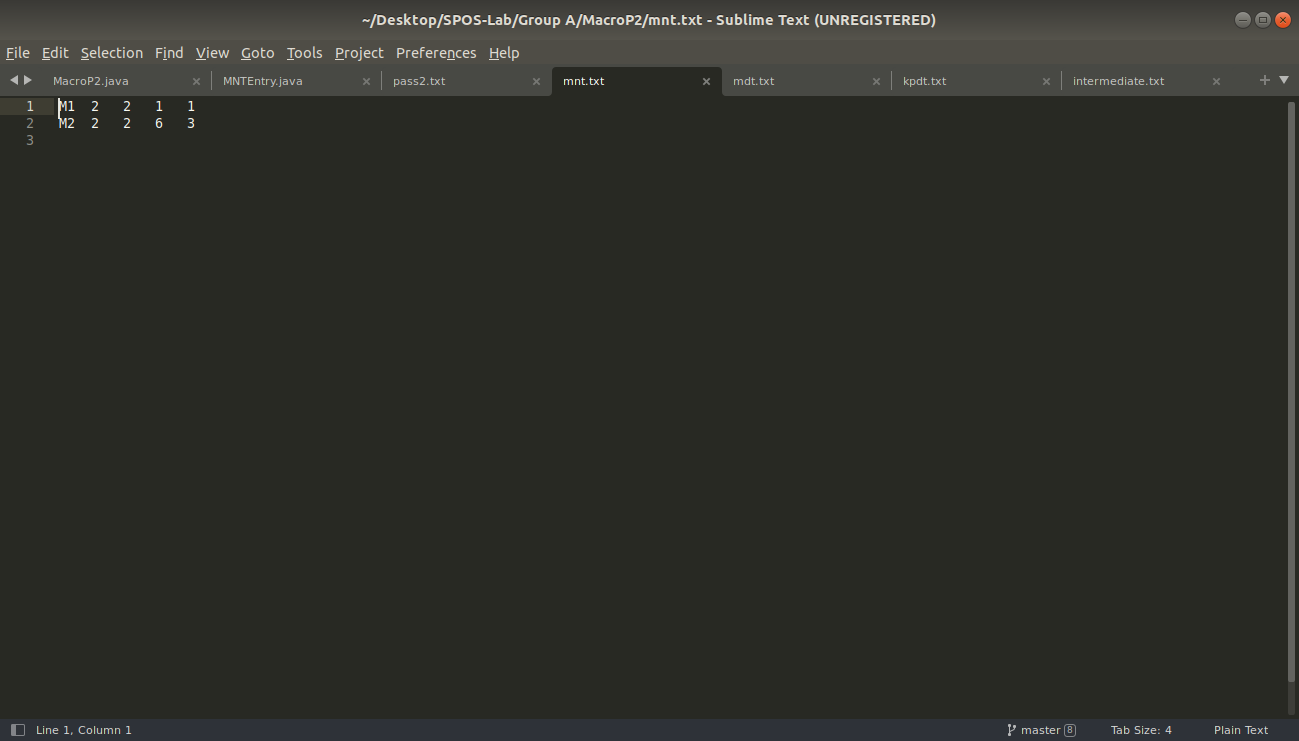 ~/Desktop/SPOS-Lab/Group A/MacroP2/mnt.txt - Sublime Text (UNREGISTERED)
File Edit Selection Find View Goto Tools Project Preferences Help
MacroP2.java MNTEntry.java pass2.txt mnt.txt mdt.txt kpdt.txt intermediate.txt
1 M1 2 2 1 1
2 M2 2 2 6 3
3
Line 1, Column 1 master 8 Tab Size: 4 Plain Text